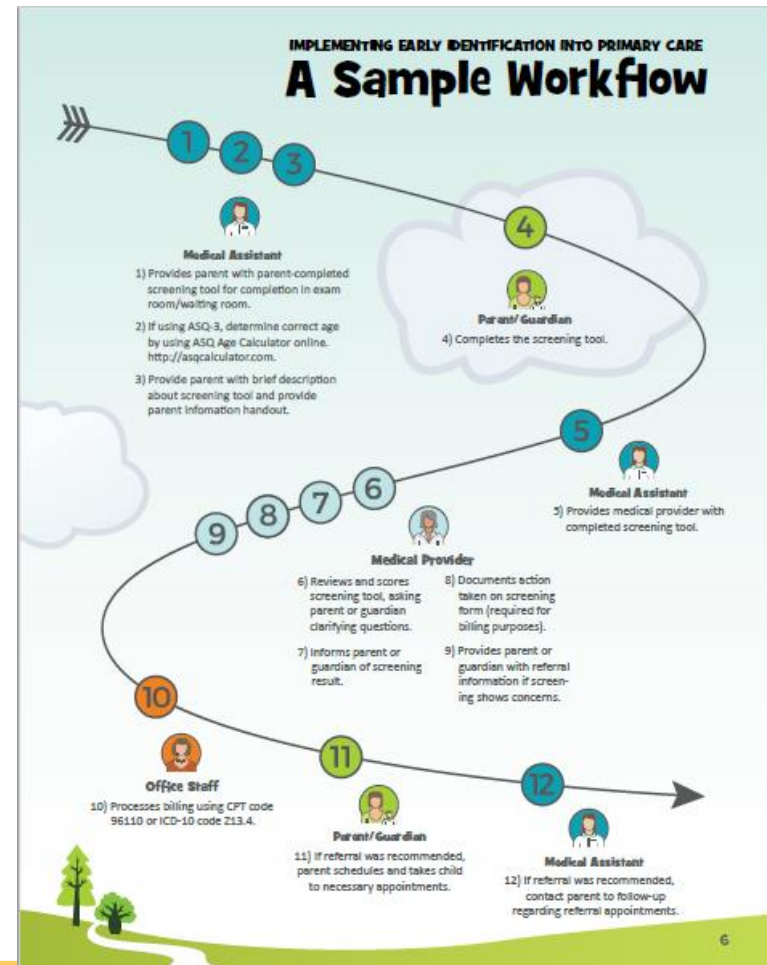 IMPLEMENTING EARLY IDENTIFICATION INTO PRIMARY CARE
A Sample Workflow
1
2
3
Medical Assistant
1) Provides parent with parent-completed
screening tool for completion in exam
room/waiting room.
2) If using ASQ-3, determine correct age
by using ASQ Age Calculator online.
http://asqcalculator.com.
3) Provide parent with brief description
about screening tool and provide
parent infomation handout.
4
Parent/Guardian
4) Completes the screening tool.
5
Medical Assistant
5) Provides medical provider with
completed screening tool.
6
7
8
9
Medical Provider
6) Reviews and scores
screening tool, asking
parent or guardian
clarifying questions.
7) Informs parent or
guardian of screening
result.
8) Documents action
taken on screening
form (required for
billing purposes).
9) Provides parent or
guardian with referral
information if screen-
ing shows concerns.
10
Office Staff
10) Processes billing using CPT code
96110 or ICD-10 code Z13.4.
11
Parent/Guardian
11) If referral was recommended,
parent schedules and takes child
to necessary appointments.
12
Medical Assistant
12) If referral was recommended,
contact parent to follow-up
regarding referral appointments.
6